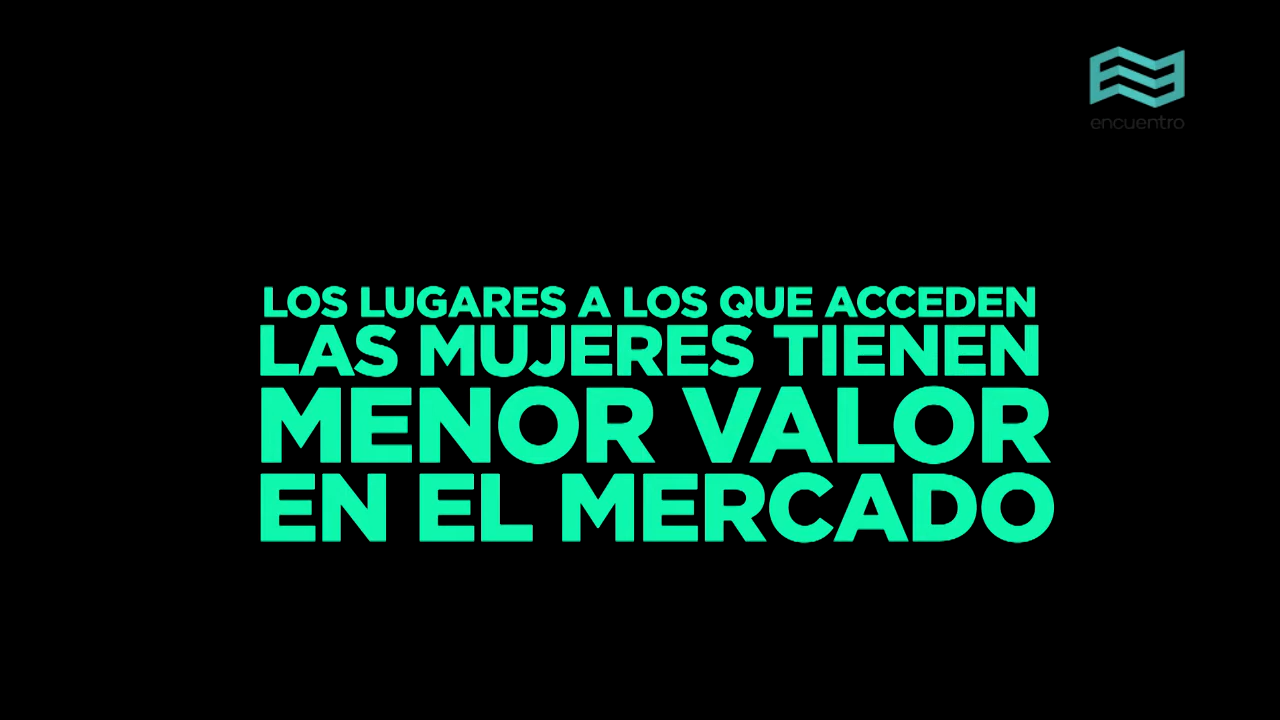 encuentro
LOS LUGARES A LOS QUE ACCEDEN
LAS MUJERES TIENEN
MENOR VALOR
EN EL MERCADO